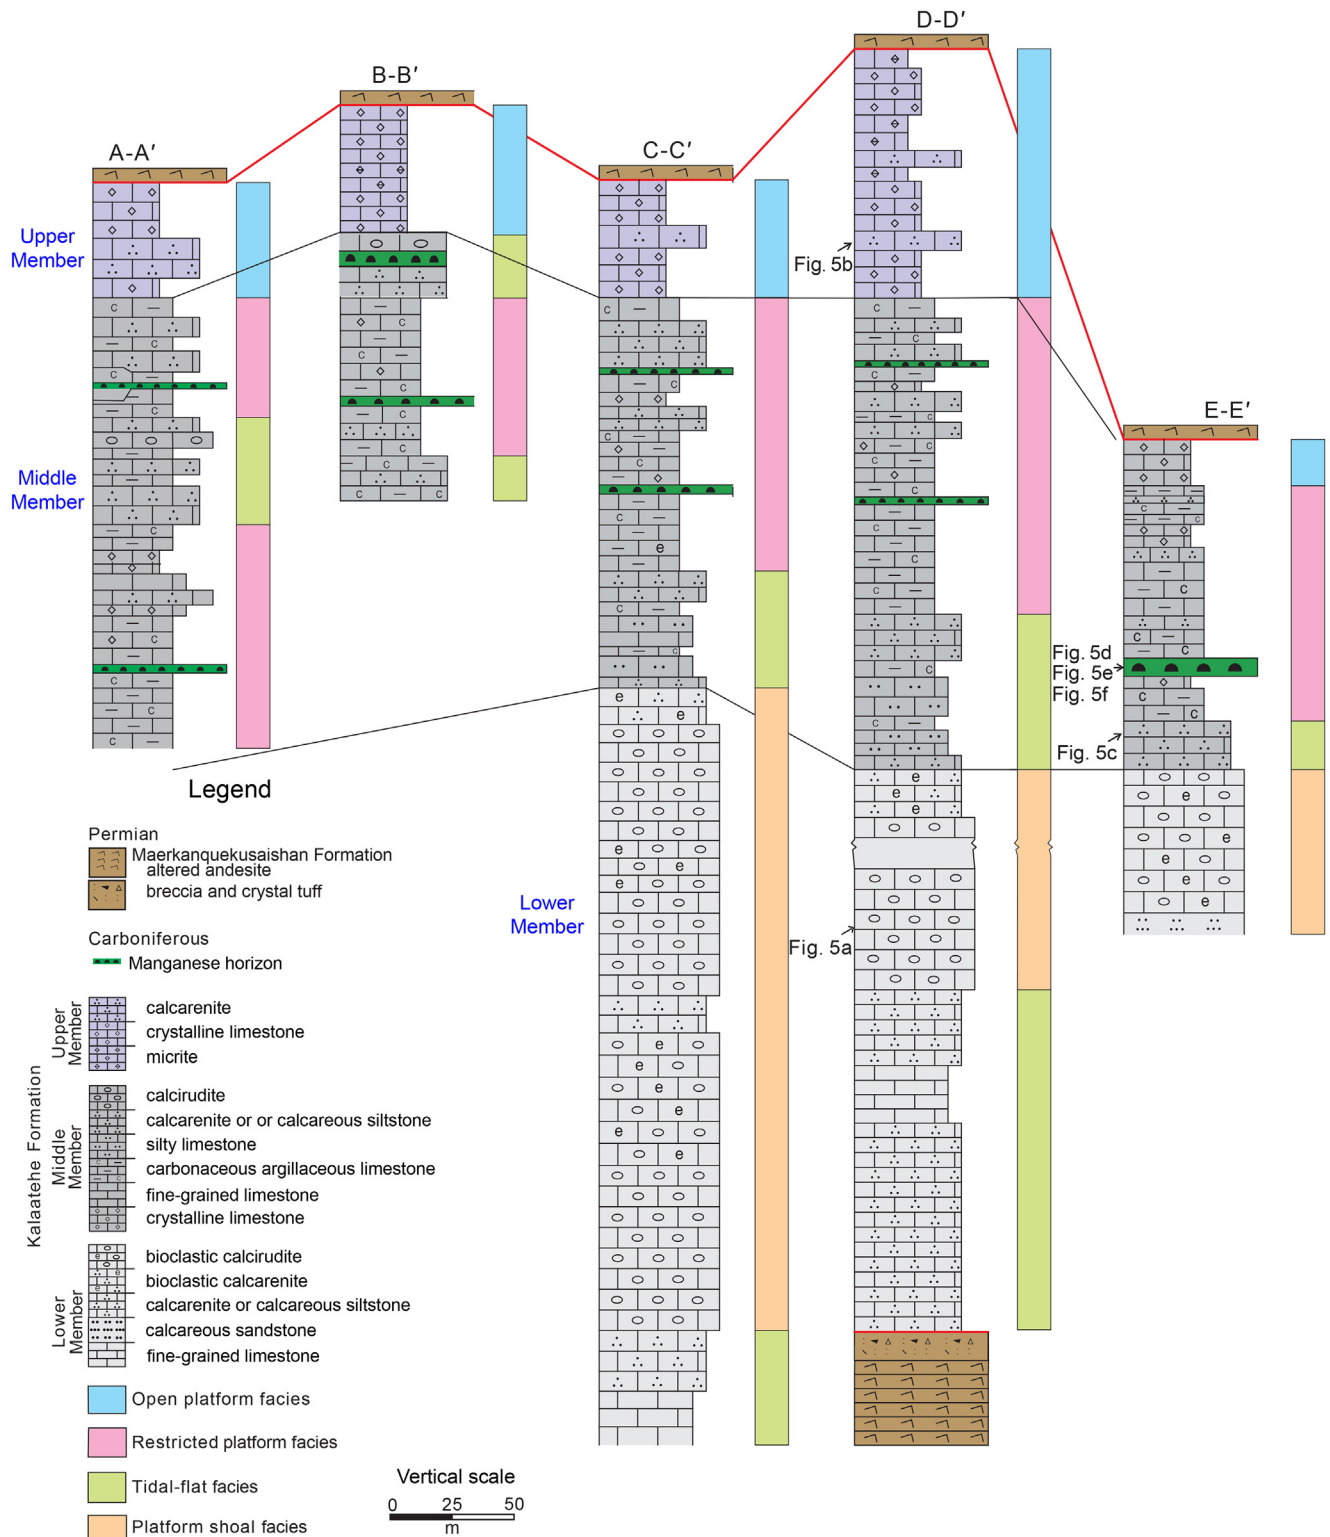 D-D′
B-B′
A-A′
C-C′
Upper
Member
Fig. 5b
E-E′
Middle
Member
Fig. 5d
Fig. 5e
Fig. 5f
Fig. 5c
Lower
Member
Fig. 5a
Legend
Permian
Maerkanquekusaishan Formation
altered andesite
breccia and crystal tuff
Carboniferous
Manganese horizon
Kalaatehe Formation
Upper
Member
calcarenite
crystalline limestone
micrite
Middle
Member
calcirudite
calcarenite or or calcareous siltstone
silty limestone
carbonaceous argillaceous limestone
fine-grained limestone
crystalline limestone
Lower
Member
bioclastic calcirudite
bioclastic calcarenite
calcarenite or calcareous siltstone
calcareous sandstone
fine-grained limestone
Open platform facies
Restricted platform facies
Tidal-flat facies
Platform shoal facies
Vertical scale
0 25 50
m